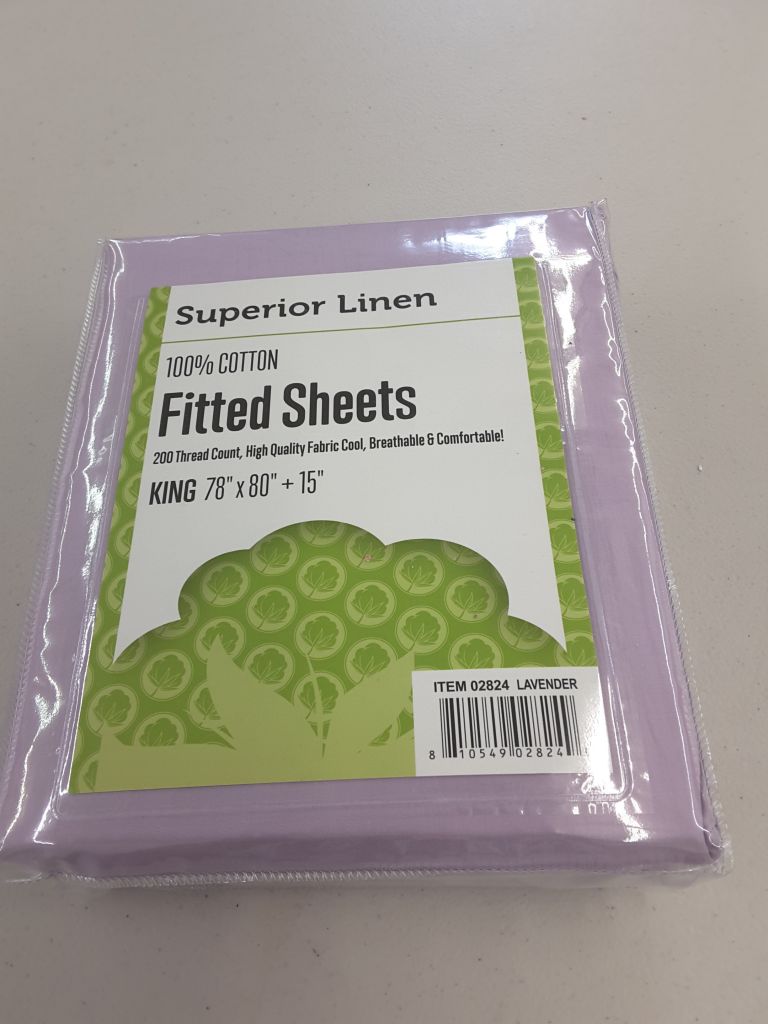 Superior Linen
100% COTTON
Fitted Sheets
200 Thread Count, High Quality Fabric Cool, Breathable & Comfortable!
KING 78" x 80" + 15"
ITEM 02824 LAVENDER
8 10549 02824